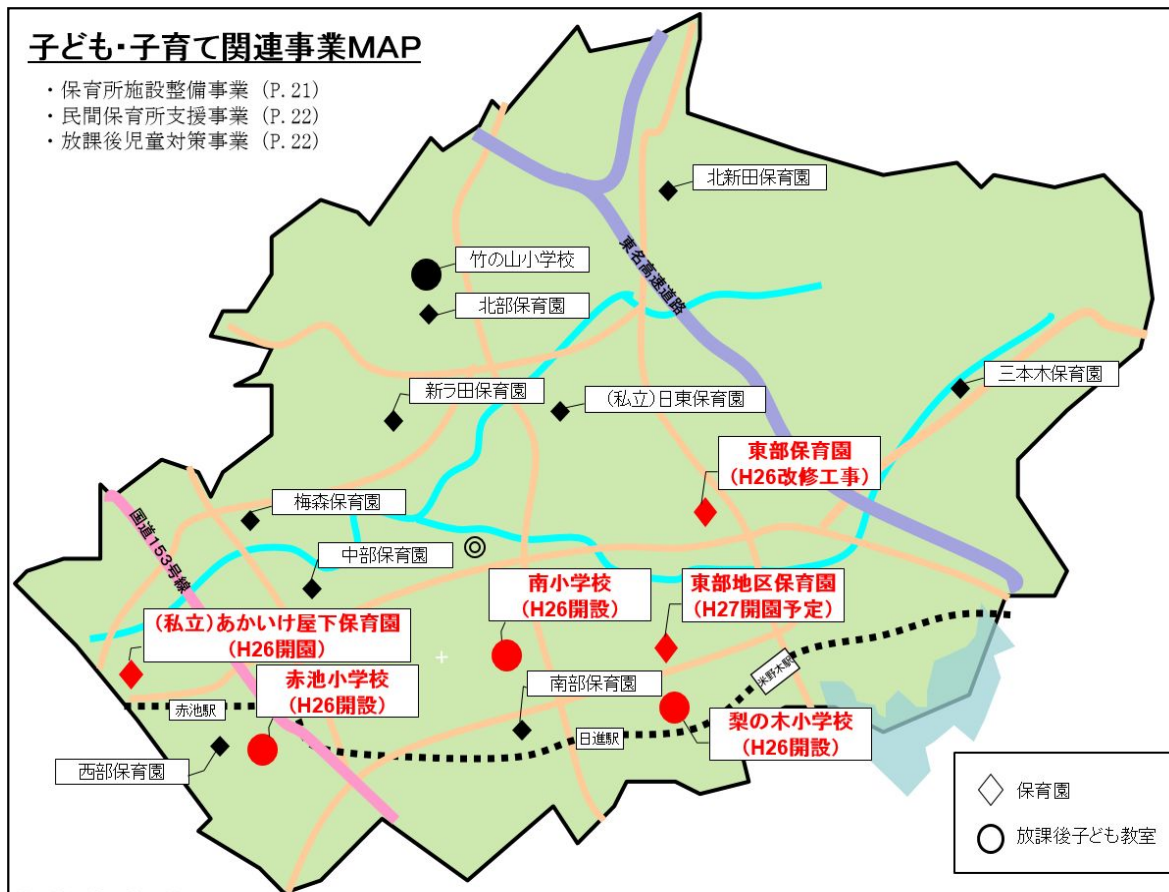 子ども・子育て関連事業MAP
・保育所施設整備事業 (P.21)
・民間保育所支援事業 (P.22)
・放課後児童対策事業 (P.22)
北新田保育園
竹の山小学校
東名高速道路
北部保育園
三本木保育園
新ラ田保育園
(私立)日東保育園
東部保育園
(H26改修工事)
梅森保育園
国道153号線
中部保育園
南小学校
(H26開設)
東部地区保育園
(H27開園予定)
(私立)あかいけ屋下保育園
(H26開園)
赤池小学校
(H26開設)
南部保育園
米野木駅
赤池駅
日進駅
梨の木小学校
(H26開設)
西部保育園
保育園
放課後子ども教室